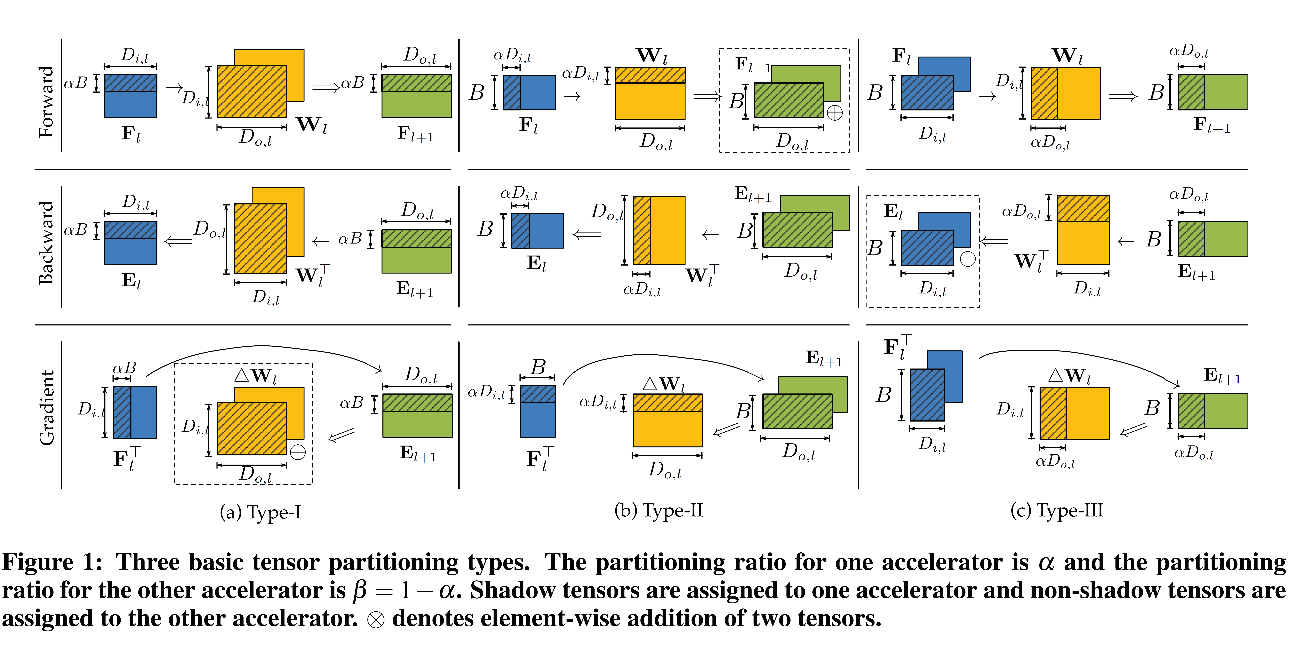 Forward
αB
D_{i,l}
F_l
D_{i,l}
D_{o,l}
W_l
αB
D_{o,l}
F_{l+1}
B
αD_{i,l}
F_l
αD_{i,l}
W_l
D_{o,l}
B
D_{o,l}
⊕
B
F_l
D_{i,l}
D_{i,l}
W_l
αD_{o,l}
B
αD_{o,l}
Backward
αB
D_{i,l}
E_l
D_{o,l}
D_{i,l}
W_l^⊤
αB
D_{o,l}
E_{l+1}
B
αD_{i,l}
E_l
D_{o,l}
αD_{i,l}
W_l^⊤
B
E_{l+1}
D_{o,l}
B
E_l
D_{i,l}
αD_{o,l}
W_l^⊤
D_{i,l}
B
αD_{o,l}
E_{l+1}
Gradient
αB
D_{i,l}
F_l^⊤
△W_l
D_{i,l}
D_{o,l}
⊕
D_{o,l}
αB
E_{l+1}
B
αD_{i,l}
F_l^⊤
△W_l
αD_{i,l}
D_{o,l}
E_{l+1}
B
D_{o,l}
F_l^⊤
B
D_{i,l}
△W_l
D_{i,l}
αD_{o,l}
E_{l+1}
B
αD_{o,l}
(a) Type-I
(b) Type-II
(c) Type-III
Figure 1: Three basic tensor partitioning types. The partitioning ratio for one accelerator is α and the partitioning
ratio for the other accelerator is β = 1−α. Shadow tensors are assigned to one accelerator and non-shadow tensors are
assigned to the other accelerator. ⊗ denotes element-wise addition of two tensors.